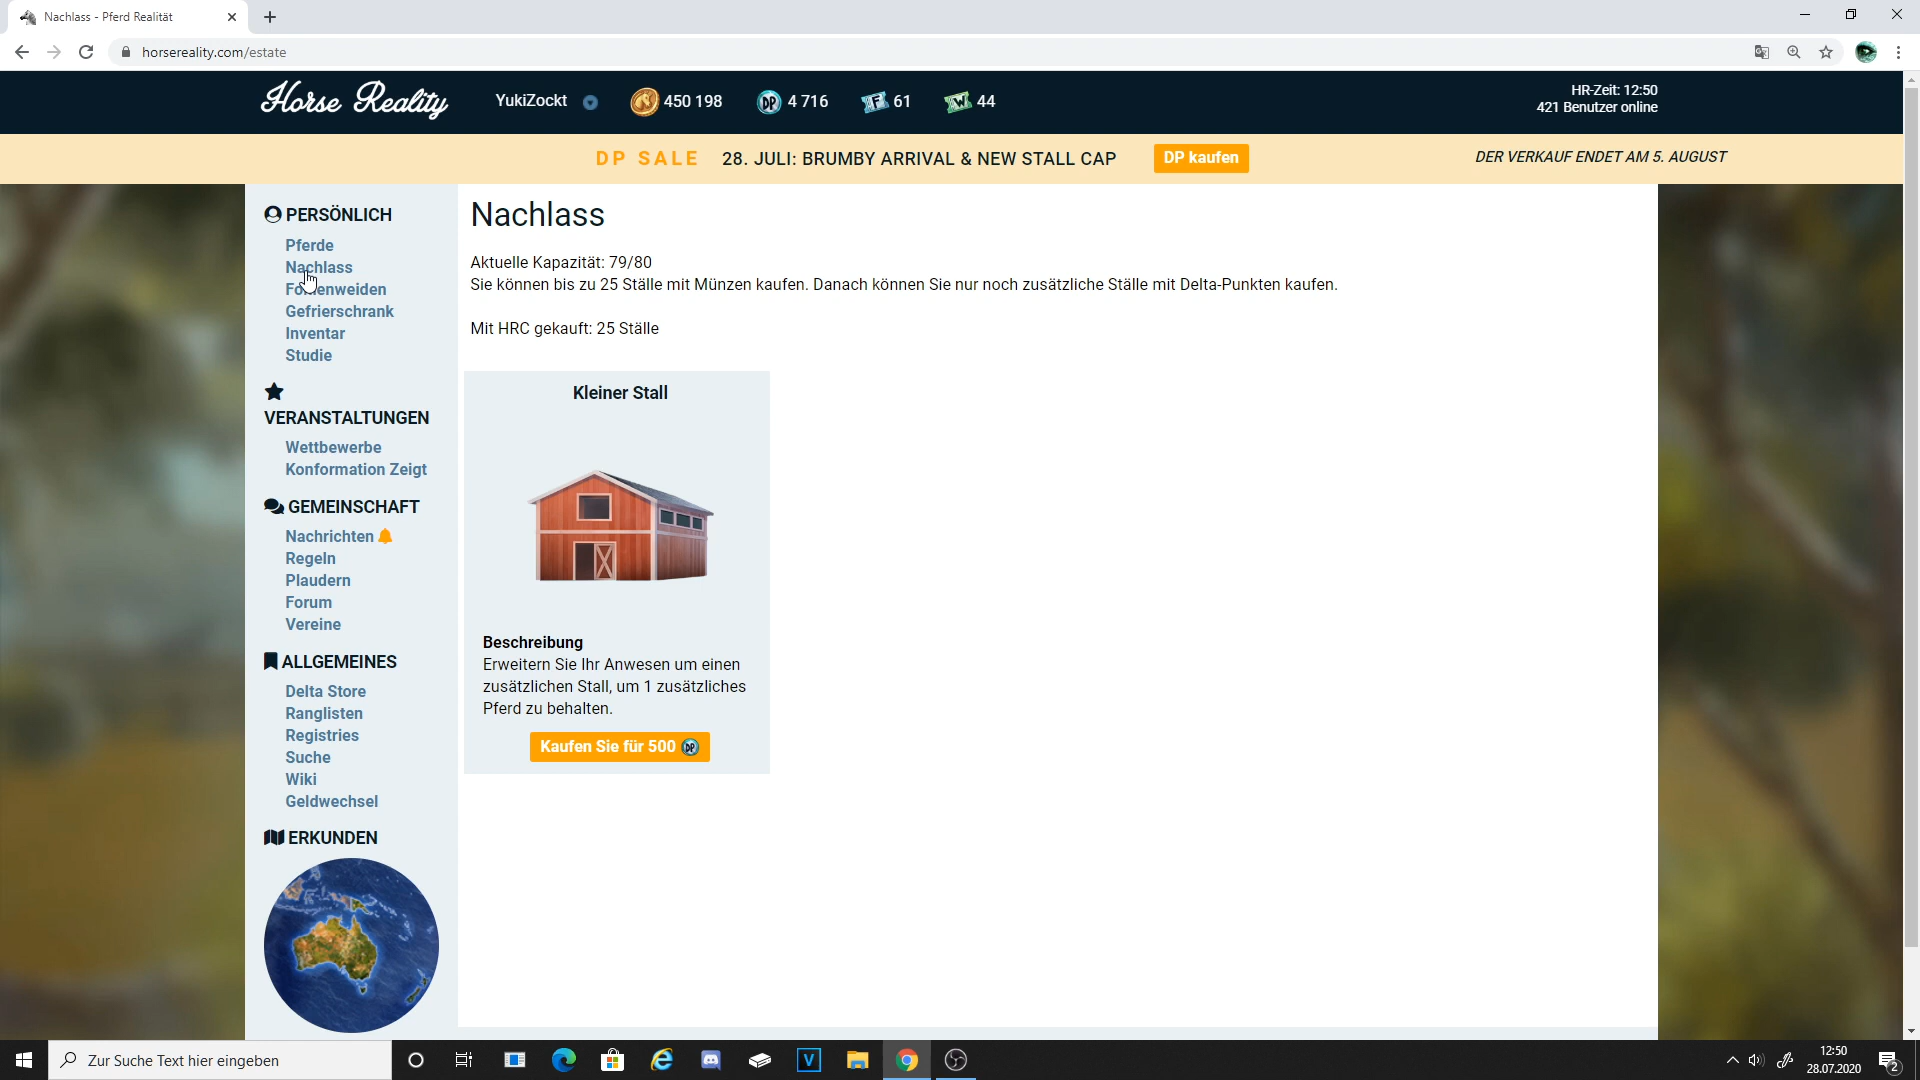 Nachlass - Pferd Realität
horsereality.com/estate
Horse Reality
YukiZockt
450 198
DP
4 716
F
61
W
44
HR-Zeit: 12:50
421 Benutzer online
DP SALE
28. JULI: BRUMBY ARRIVAL & NEW STALL CAP
DP kaufen
DER VERKAUF ENDET AM 5. AUGUST
PERSÖNLICH
Pferde
Nachlass
Gefrierschrank
Inventar
Studie
VERANSTALTUNGEN
Wettbewerbe
Konformation Zeigt
GEMEINSCHAFT
Nachrichten
Regeln
Plaudern
Forum
Vereine
ALLGEMEINES
Delta Store
Ranglisten
Registries
Suche
Wiki
Geldwechsel
ERKUNDEN
Nachlass
Aktuelle Kapazität: 79/80
Sie können bis zu 25 Ställe mit Münzen kaufen. Danach können Sie nur noch zusätzliche Ställe mit Delta-Punkten kaufen.
Mit HRC gekauft: 25 Ställe
Kleiner Stall
Beschreibung
Erweitern Sie Ihr Anwesen um einen
zusätzlichen Stall, um 1 zusätzliches
Pferd zu behalten.
Kaufen Sie für 500 DP
Zur Suche Text hier eingeben
V
12:50
28.07.2020
2